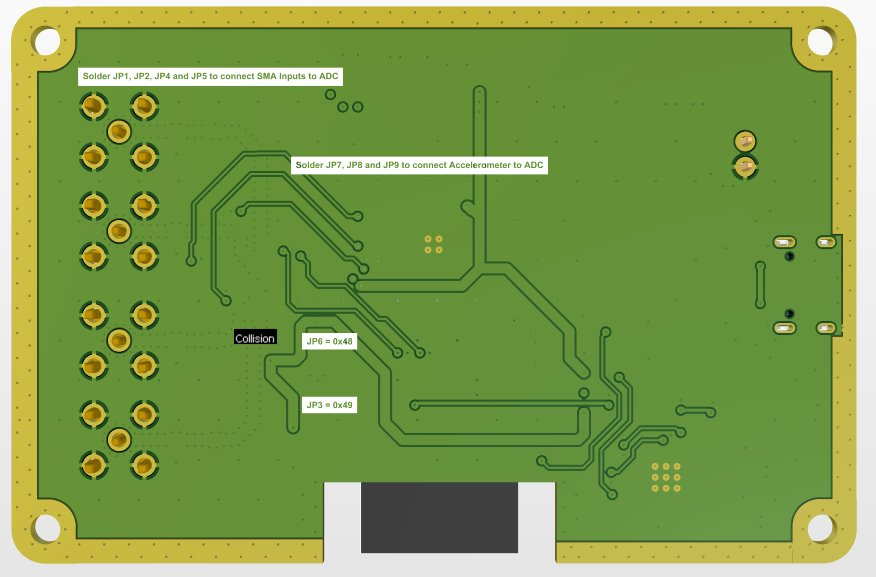 Solder JP1, JP2, JP4 and JP5 to connect SMA Inputs to ADC
Solder JP7, JP8 and JP9 to connect Accelerometer to ADC
Collision
JP6 = 0x48
JP3 = 0x49